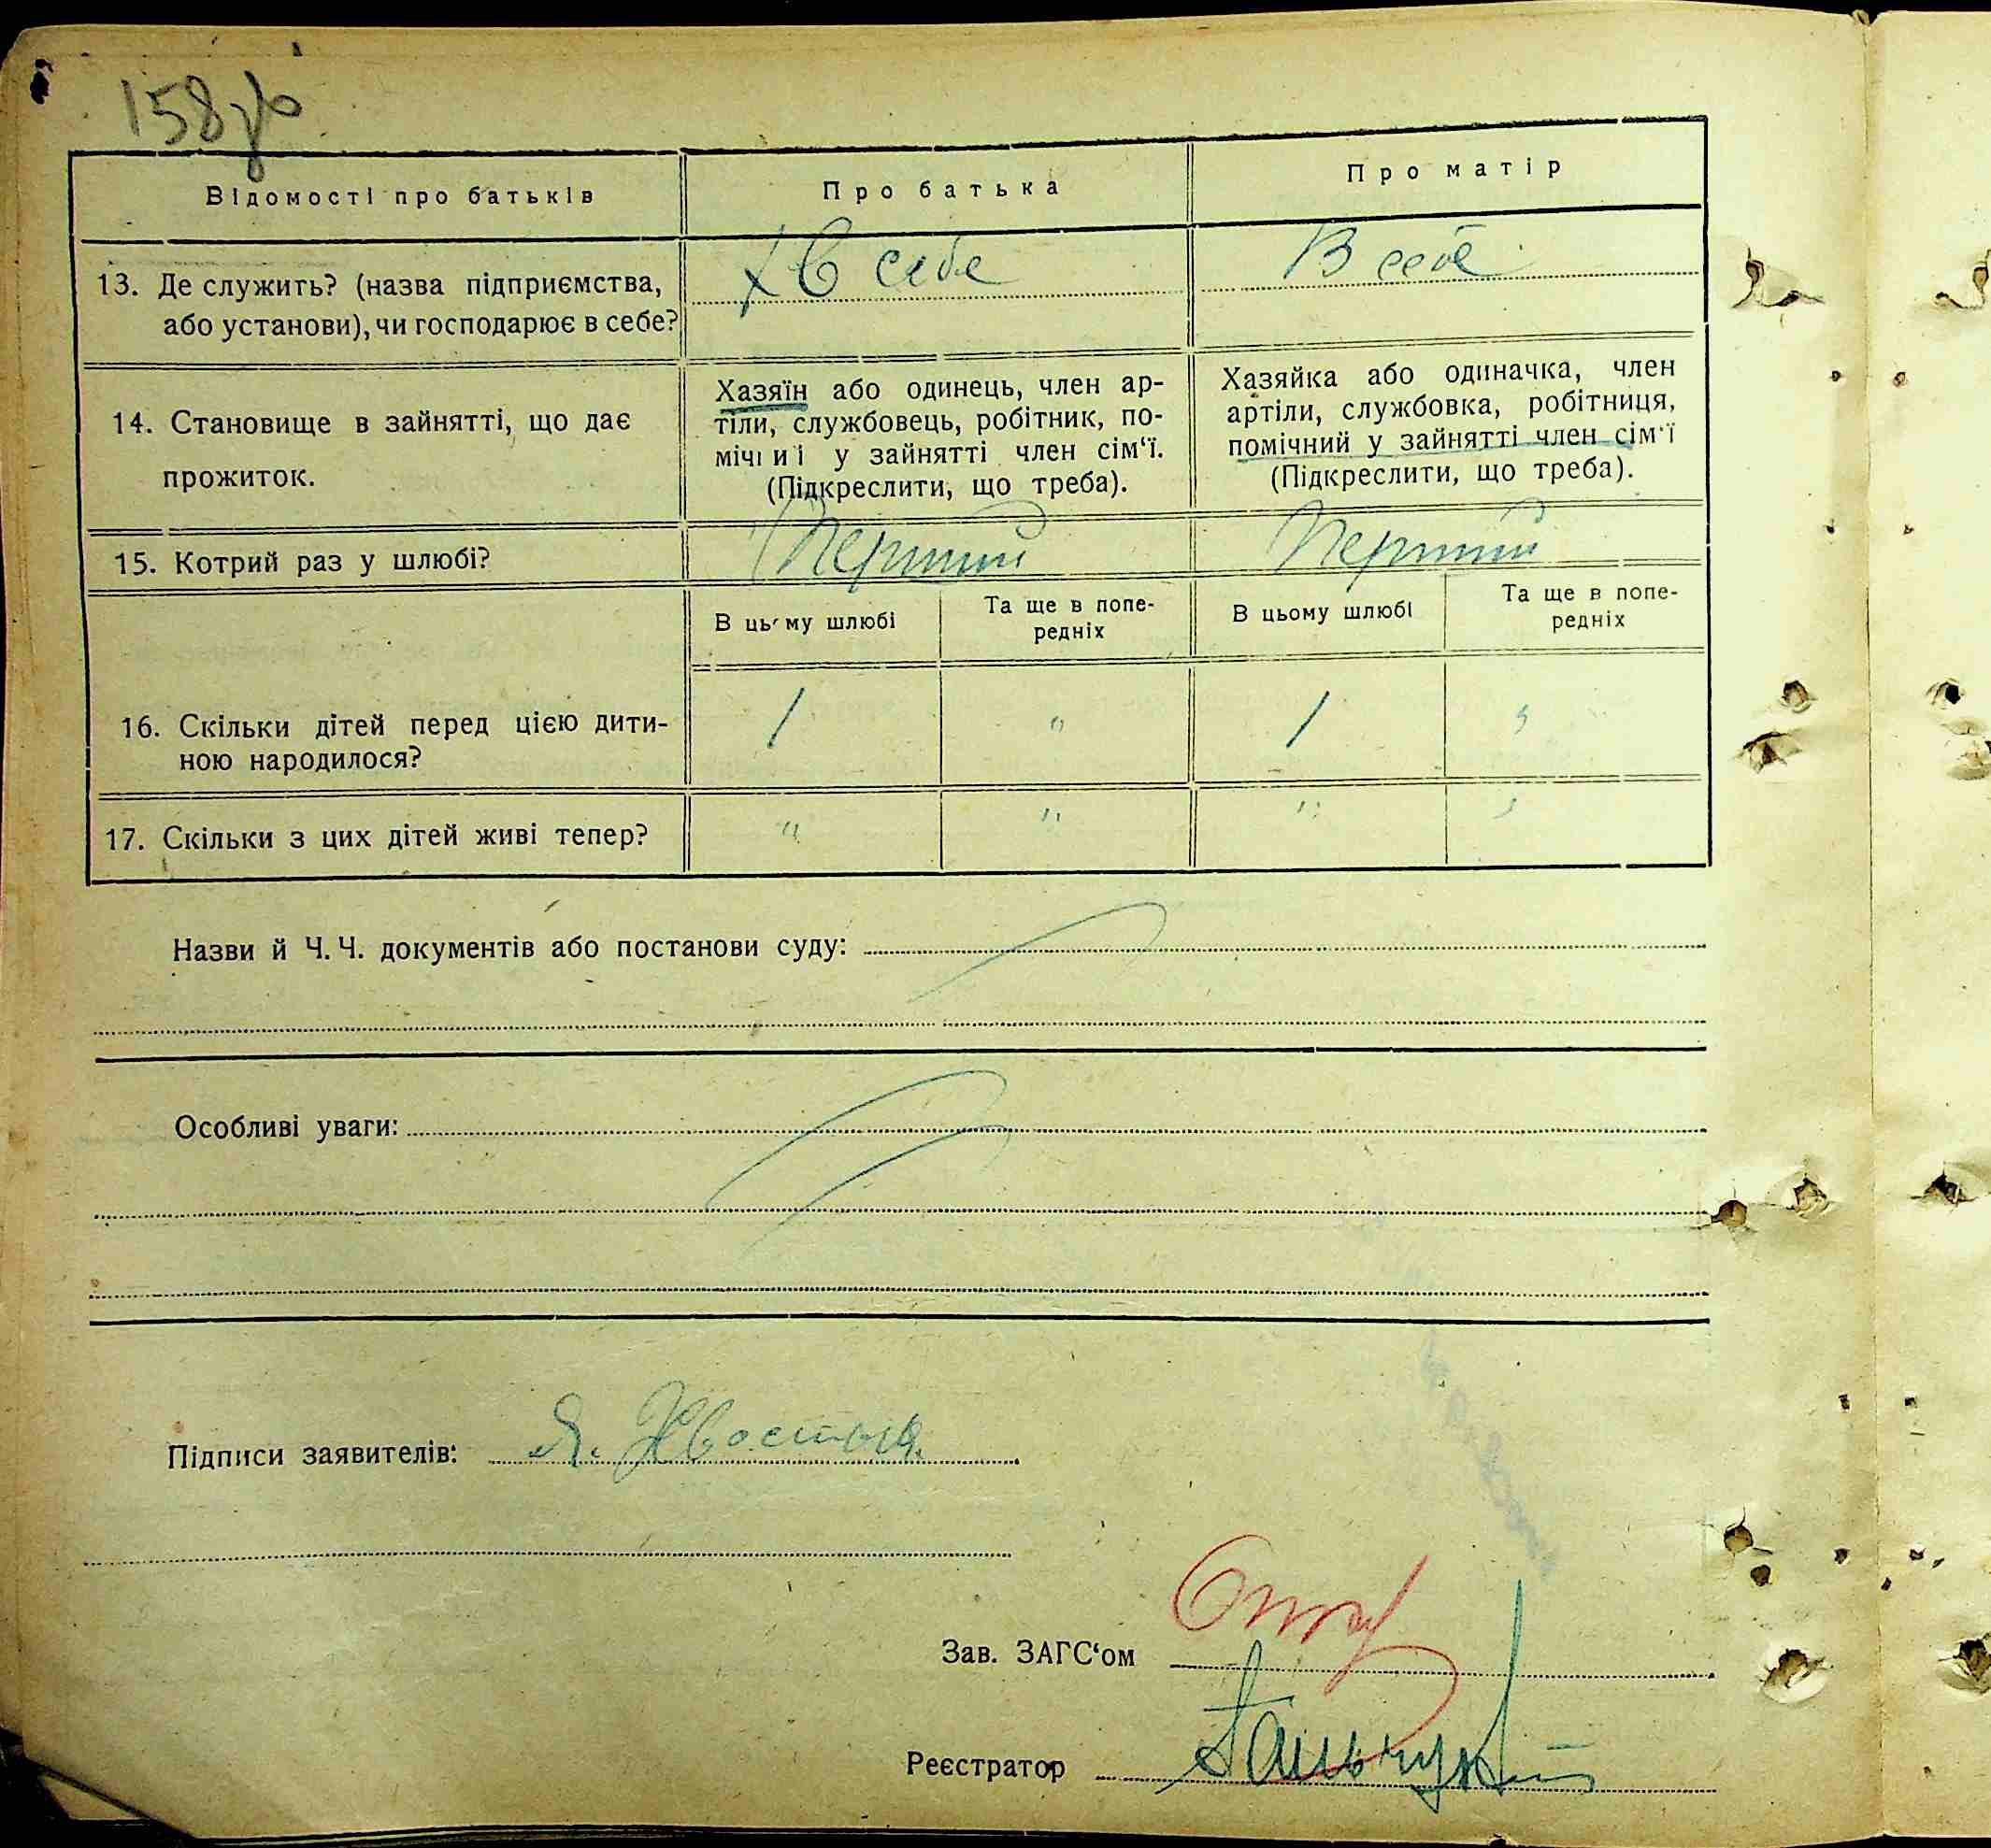 158зв
Відомості про батьків Про батька Про матір
13. Де служить? (назва підприємства, або установи), чи господарює в себе?
В себе
В себе
14. Становище в зайнятті, що дає прожиток.
Хазяїн або одинець, член ар-
тіли, службовець, робітник, по-
мічниі у зайнятті член сім'ї.
(Підкреслити, що треба).
Хазяйка або одиначка, член
артіли, службовка, робітниця,
помічний у зайнятті член сім'ї
(Підкреслити, що треба).
15. Котрий раз у шлюбі? Перший Перший
В цьому шлюбі Та ще в попе-
редніх В цьому шлюбі Та ще в попе-
редніх
16. Скільки дітей перед цією дити-
ною народилося?
1 " 1 "
17. Скільки з цих дітей живі тепер? " " " "
Назви й Ч. Ч. документів або постанови суду:
Особливі уваги:
Підписи заявителів: Я. Хвостык
Зав. ЗАГС'ом
Реєстратор